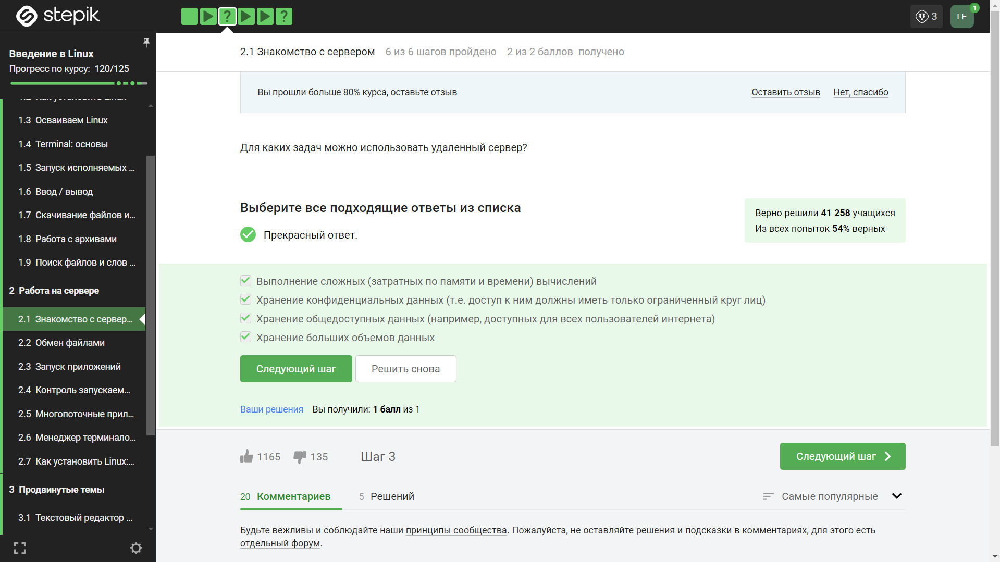 stepik
?
?
3
ГЕ
1
Введение в Linux
Прогресс по курсу: 120/125
1.2 Как установить Linux
1.3 Осваиваем Linux
1.4 Terminal: основы
1.5 Запуск исполняемых ...
1.6 Ввод / вывод
1.7 Скачивание файлов и...
1.8 Работа с архивами
1.9 Поиск файлов и слов ...
2 Работа на сервере
2.1 Знакомство с сервер...
2.2 Обмен файлами
2.3 Запуск приложений
2.4 Контроль запускаем...
2.5 Многопоточные прил...
2.6 Менеджер терминало...
2.7 Как установить Linux:...
3 Продвинутые темы
3.1 Текстовый редактор ...
2.1 Знакомство с сервером 6 из 6 шагов пройдено 2 из 2 баллов получено
Вы прошли больше 80% курса, оставьте отзыв
Оставить отзыв Нет, спасибо
Для каких задач можно использовать удаленный сервер?
Выберите все подходящие ответы из списка
Прекрасный ответ.
Верно решили 41 258 учащихся
Из всех попыток 54% верных
Выполнение сложных (затратных по памяти и времени) вычислений
Хранение конфиденциальных данных (т.е. доступ к ним должны иметь только ограниченный круг лиц)
Хранение общедоступных данных (например, доступных для всех пользователей интернета)
Хранение больших объемов данных
Следующий шаг Решить снова
Ваши решения Вы получили: 1 балл из 1
1165 135 Шаг 3
Следующий шаг
20 Комментариев 5 Решений
Самые популярные
Будьте вежливы и соблюдайте наши принципы сообщества. Пожалуйста, не оставляйте решения и подсказки в комментариях, для этого есть
отдельный форум.